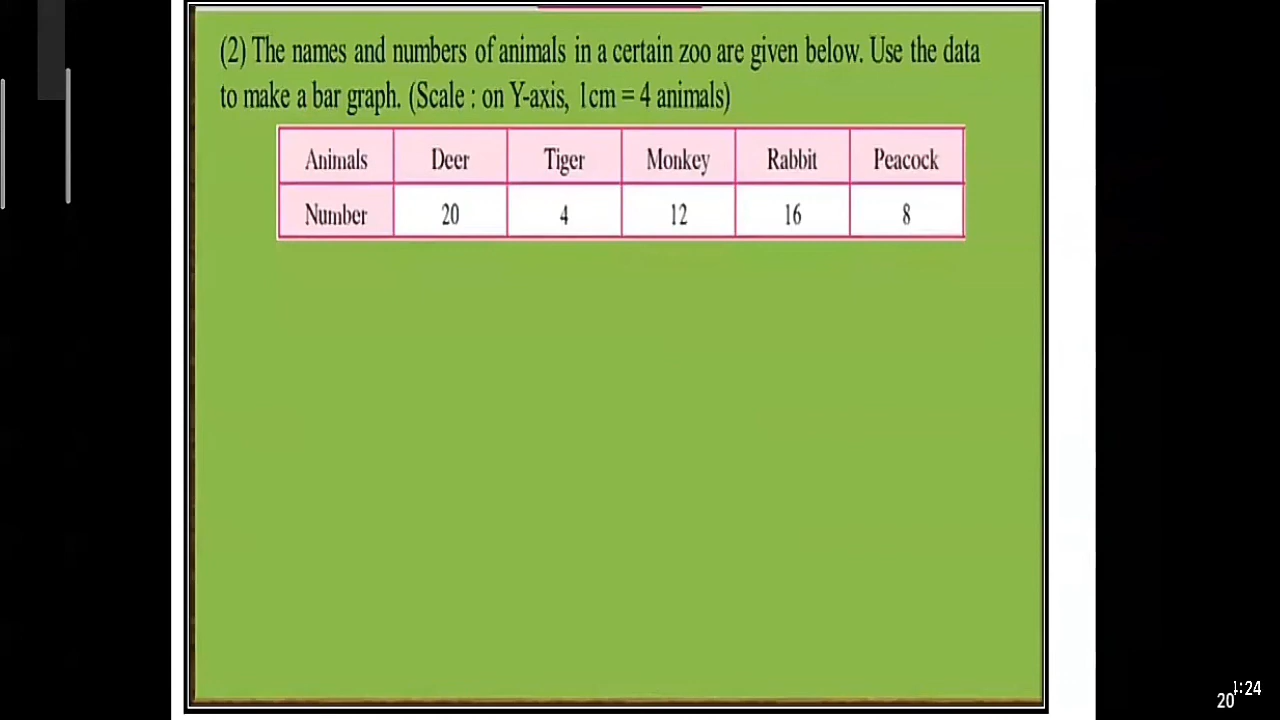 (2) The names and numbers of animals in a certain zoo are given below. Use the data
to make a bar graph. (Scale : on Y-axis, 1cm = 4 animals)
Animals Deer Tiger Monkey Rabbit Peacock
Number 20 4 12 16 8
:24
20